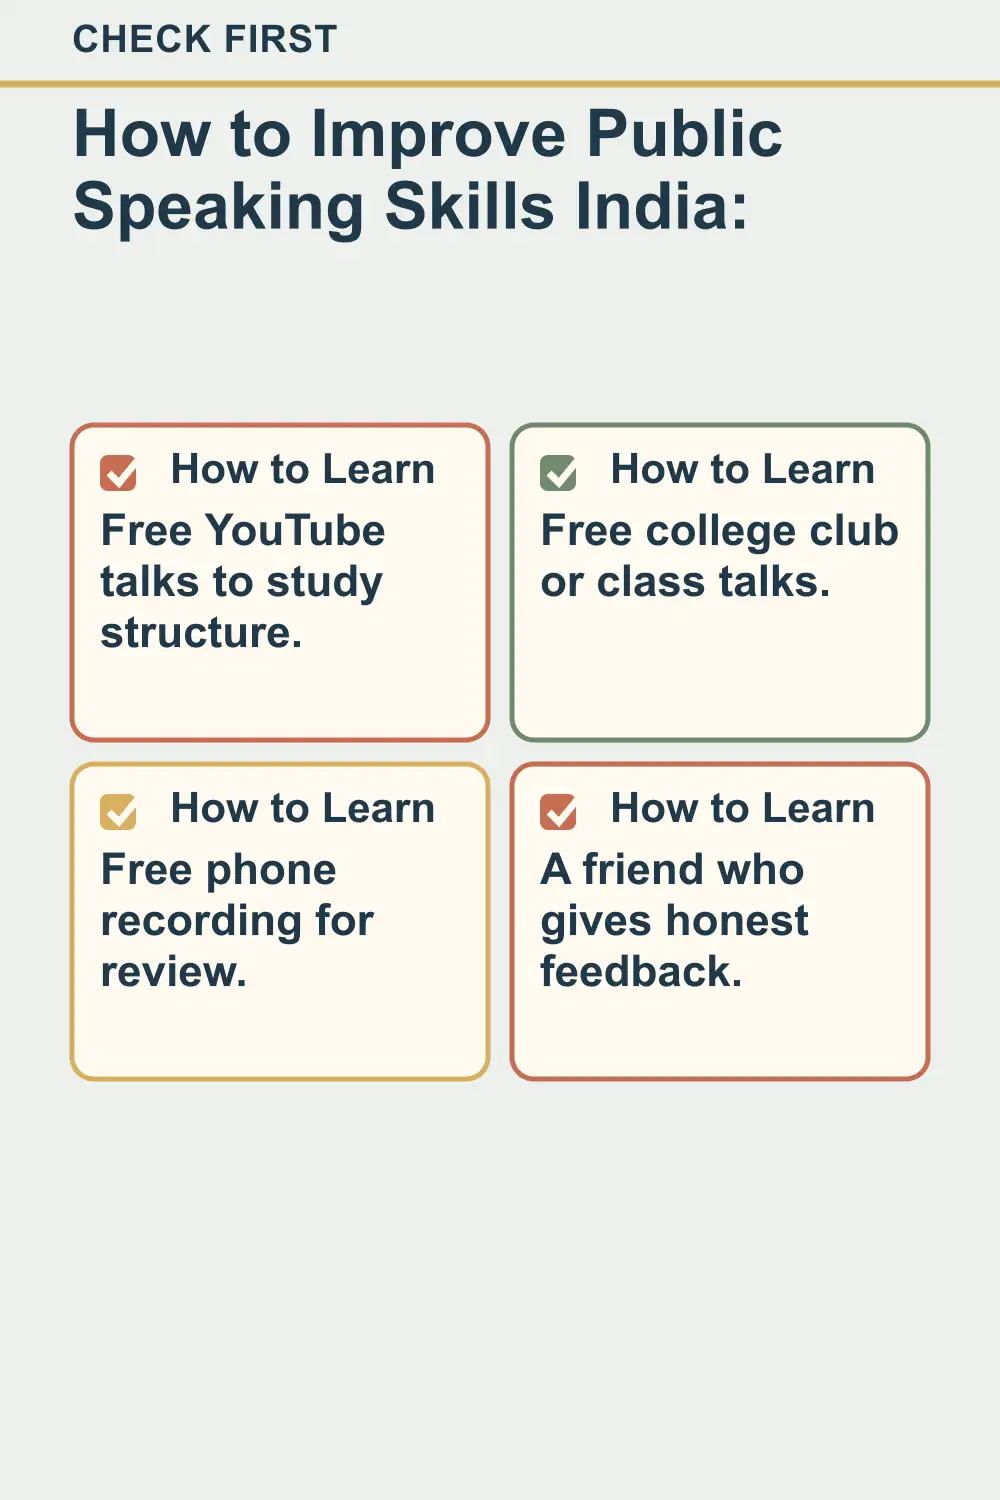 CHECK FIRST
How to Improve Public
Speaking Skills India:
How to Learn
Free YouTube
talks to study
structure.
How to Learn
Free college club
or class talks.
How to Learn
Free phone
recording for
review.
How to Learn
A friend who
gives honest
feedback.